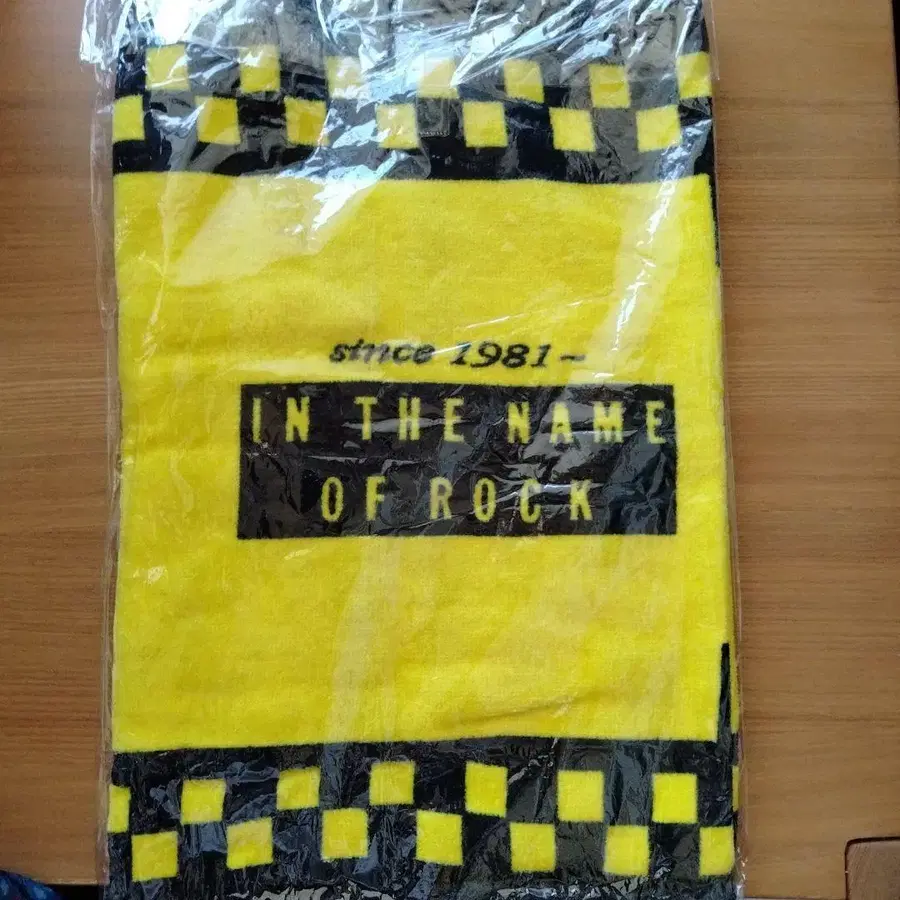 since 1981~
IN THE NAME
OF ROCK